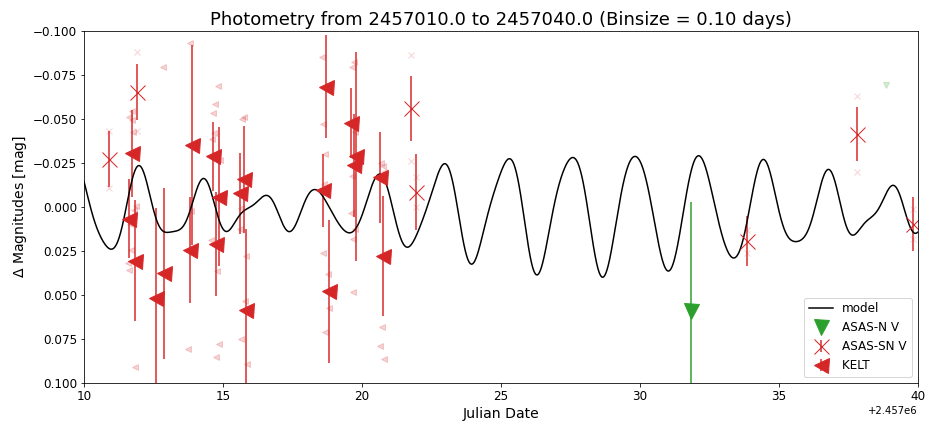 Photometry from 2457010.0 to 2457040.0 (Binsize = 0.10 days)
−0.100
−0.075
−0.050
−0.025
0.000
0.025
0.050
0.075
0.100
Δ Magnitudes [mag]
model
ASAS-N V
ASAS-SN V
KELT
10
15
20
25
30
35
40
+2.457e6
Julian Date